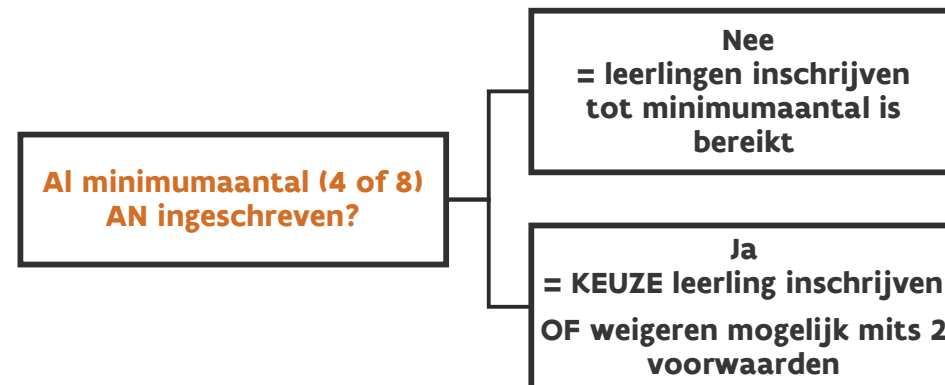 Al minimumaantal (4 of 8)
AN ingeschreven?
Nee
= leerlingen inschrijven
tot minimumaantal is
bereikt
Ja
= KEUZE leerling inschrijven
OF weigeren mogelijk mits 2
voorwaarden